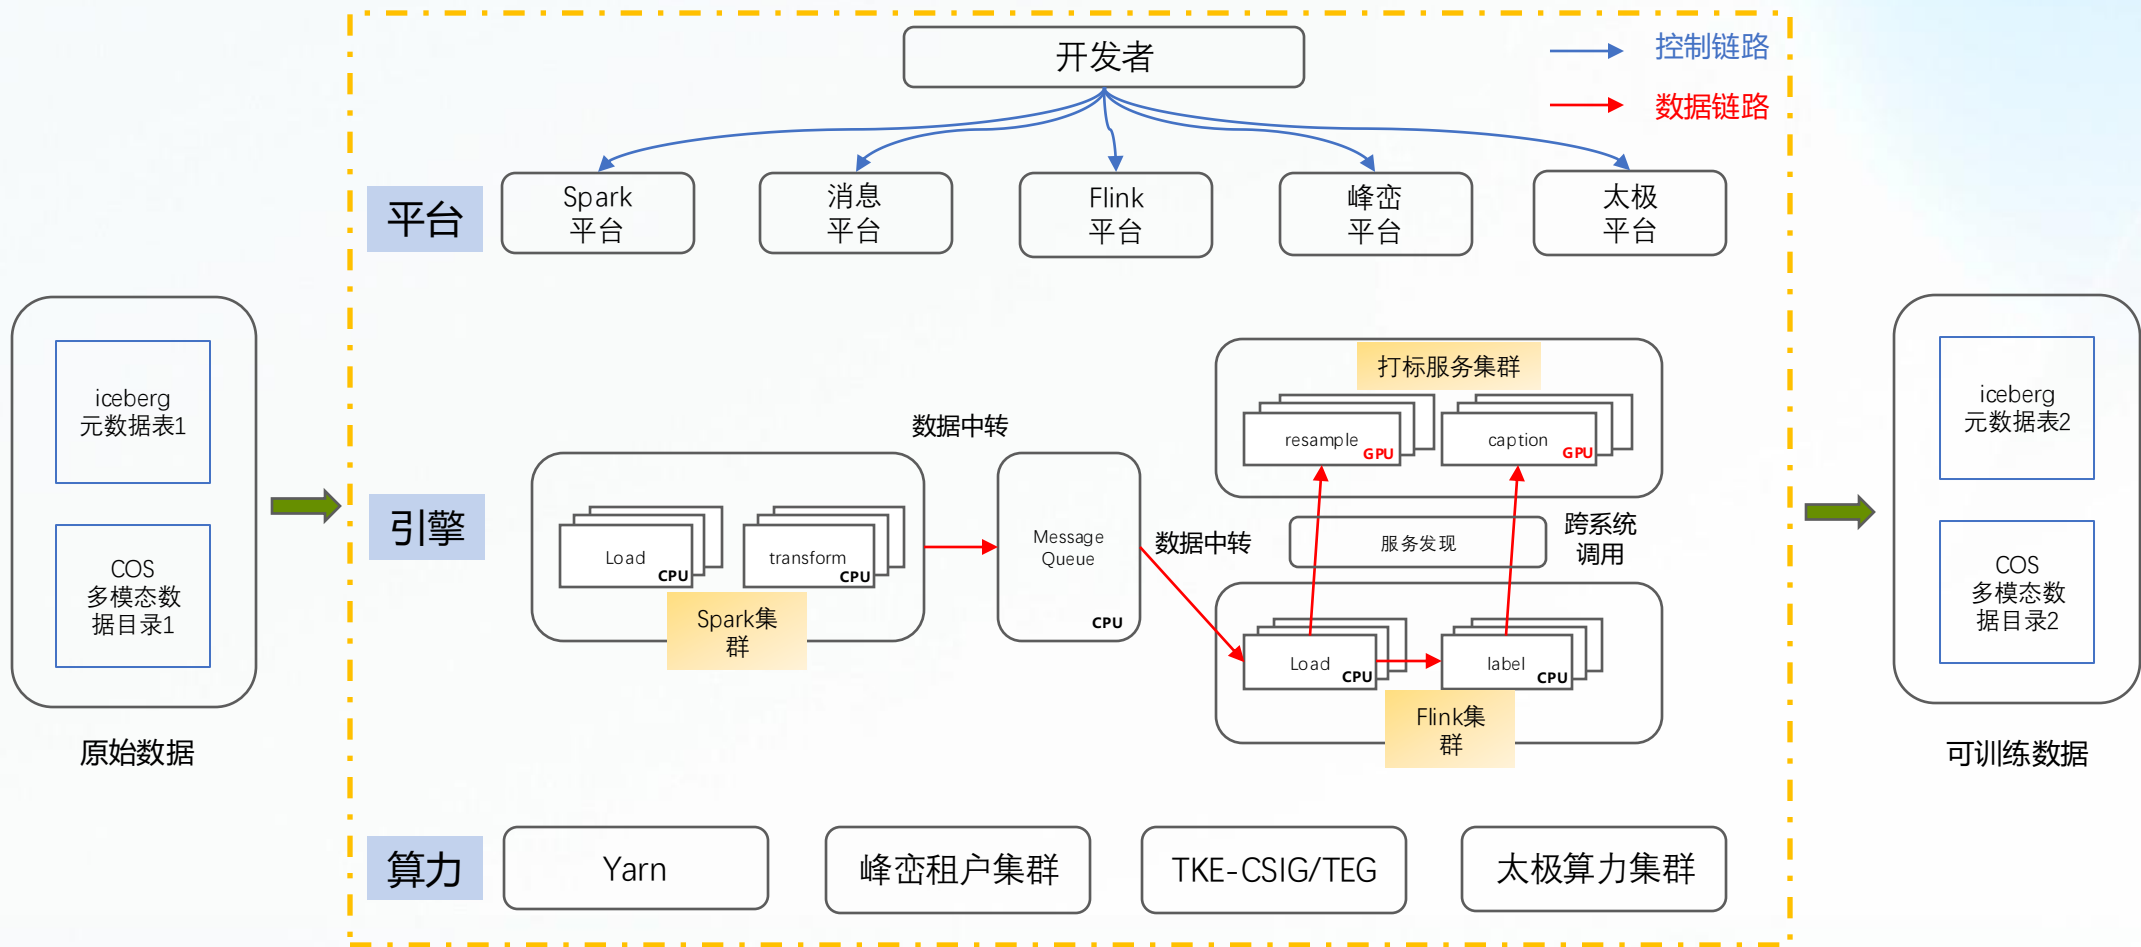 开发者
控制链路
数据链路
平台
Spark
平台
消息
平台
Flink
平台
峰峦
平台
太极
平台
iceberg
元数据表1
COS
多模态数
据目录1
原始数据
引擎
Load
CPU
transform
CPU
Spark集
群
数据中转
Message
Queue
CPU
数据中转
打标服务集群
resample
GPU
caption
GPU
服务发现
跨系统
调用
Load
CPU
label
CPU
Flink集
群
iceberg
元数据表2
COS
多模态数
据目录2
可训练数据
算力
Yarn
峰峦租户集群
TKE-CSIG/TEG
太极算力集群